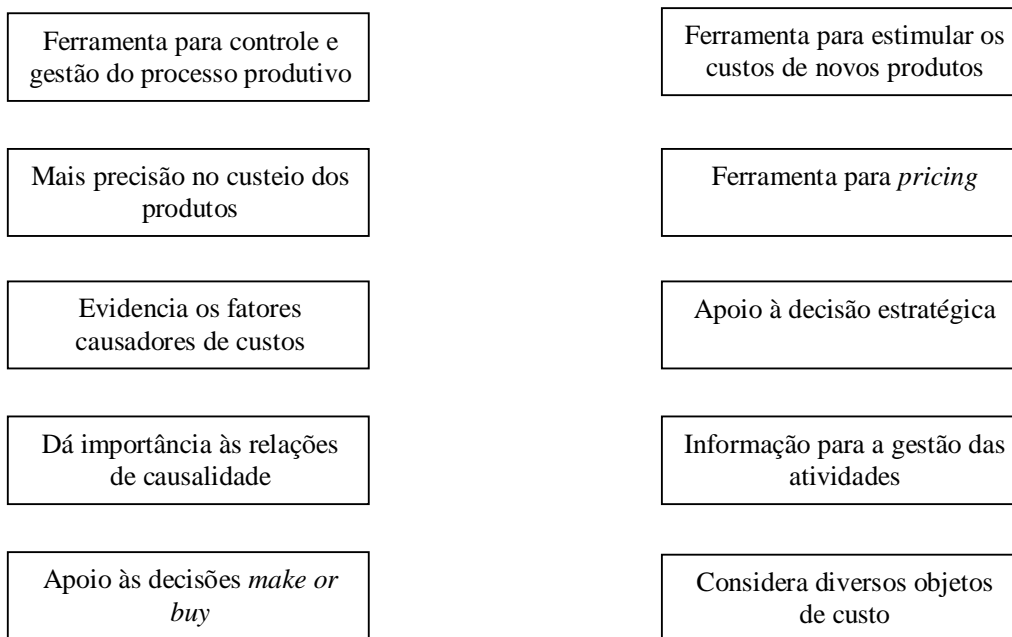 Ferramenta para controle e
gestão do processo produtivo
Ferramenta para estimular os
custos de novos produtos
Mais precisão no custeio dos
produtos
Ferramenta para pricing
Evidencia os fatores
causadores de custos
Apoio à decisão estratégica
Dá importância às relações
de causalidade
Informação para a gestão das
atividades
Apoio às decisões make or
buy
Considera diversos objetos
de custo